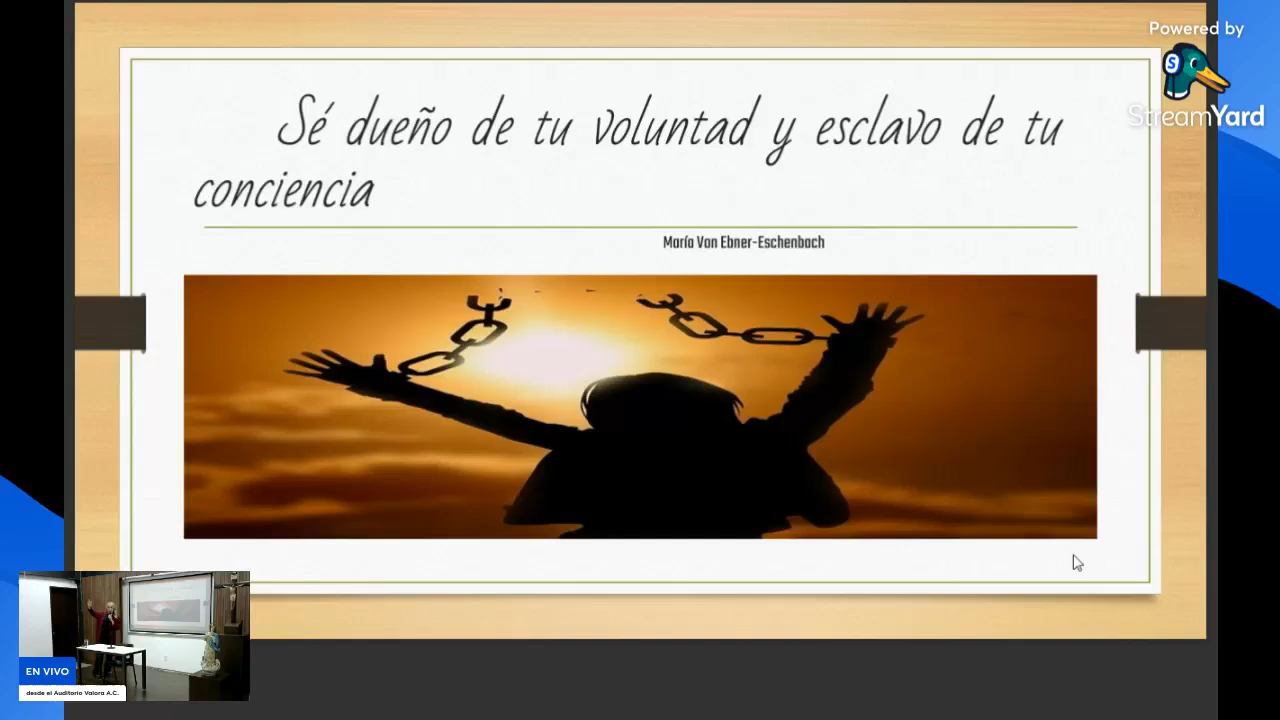 Powered by
StreamYard
Sé dueño de tu voluntad y esclavo de tu
conciencia
María Von Ebner-Eschenbach
EN VIVO
desde el Auditorio Valora A.C.